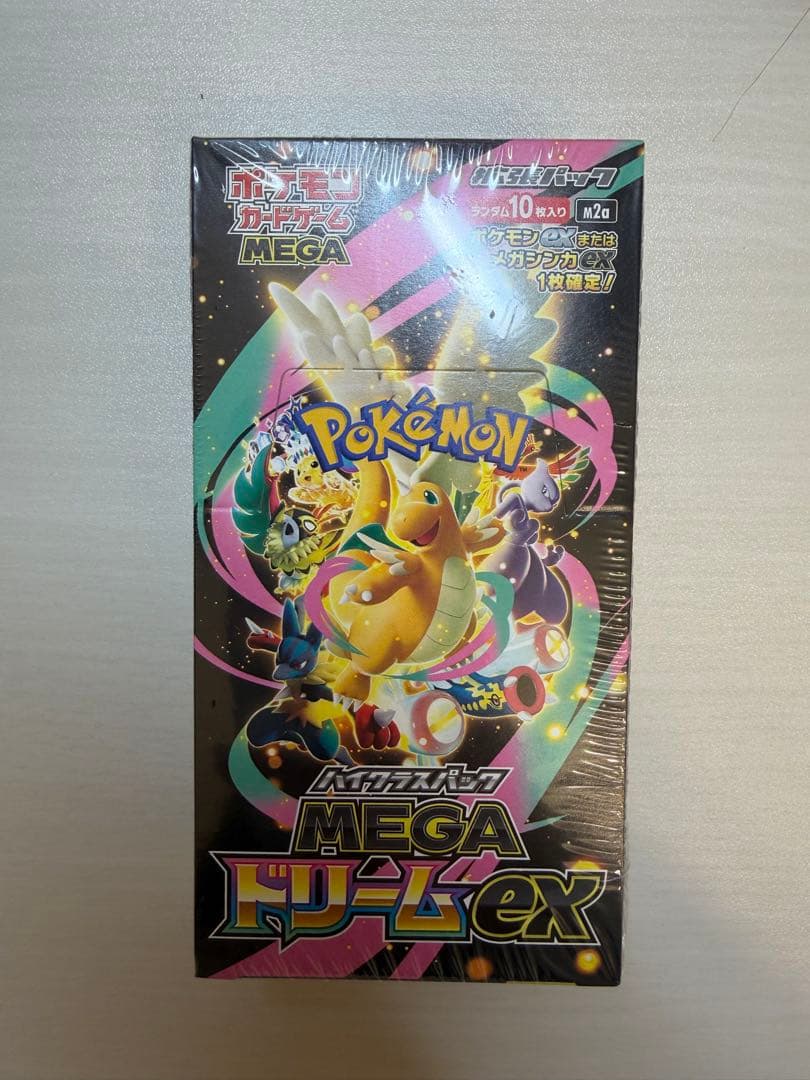 ポケモン
カードゲーム
MEGA
拡張パック
ランダム10枚入り
M2a
ポケモンexまたは
メガシンカex
1枚確定!
POKéMON
TM
ハイクラスパック
MEGA
ドリームex